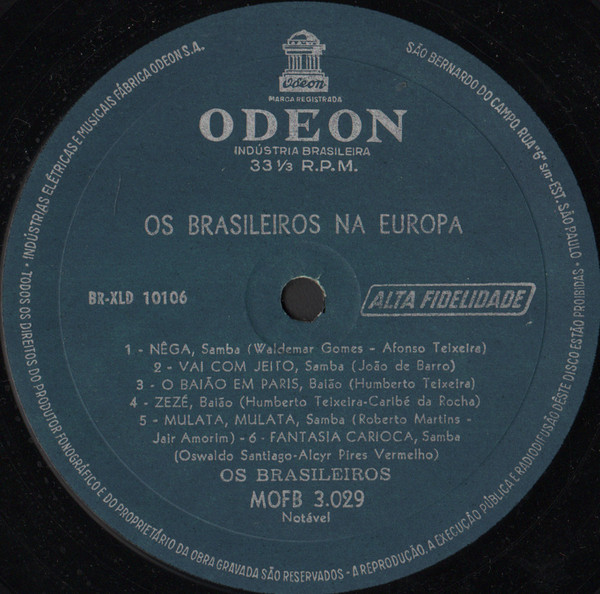 Odeon
MARCA REGISTRADA
ODEON
INDÚSTRIA BRASILEIRA
33 1/3 R.P.M.
OS BRASILEIROS NA EUROPA
BR-XLD 10106
ALTA FIDELIDADE
1 - NÊGA, Samba (Waldemar Gomes - Afonso Teixeira)
2 - VAI COM JEITO, Samba (João de Barro)
3 - O BAIÃO EM PARIS, Baião (Humberto Teixeira)
4 - ZEZÉ, Baião (Humberto Teixeira-Caribé da Rocha)
5 - MULATA, MULATA, Samba (Roberto Martins -
Jair Amorim) - 6 - FANTASIA CARIOCA, Samba
(Oswaldo Santiago-Alcyr Pires Vermelho)
OS BRASILEIROS
MOFB 3.029
Notável
TODOS OS DIREITOS DO PRODUTOR FONOGRÁFICO E DO PROPRIETÁRIO DA OBRA GRAVADA SÃO RESERVADOS - A REPRODUÇÃO, A EXECUÇÃO PÚBLICA E RADIODIFUSÃO DÊSTE DISCO ESTÃO PROIBIDAS ·
INDÚSTRIAS ELÉTRICAS E MUSICAIS FÁBRICA ODEON S.A.
SÃO BERNARDO DO CAMPO, RUA "6" s/n-EST. SÃO PAULO